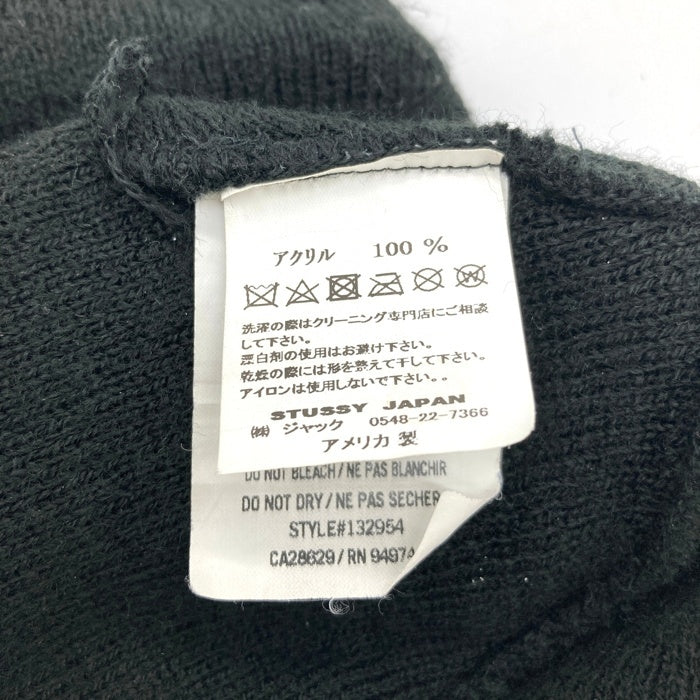 アクリル 100 %
洗濯の際はクリーニング専門店にご相談
して下さい。
漂白剤の使用はお避け下さい。
乾燥の際には形を整えて干して下さい。
アイロンは使用しないで下さい。。
STUSSY JAPAN
㈱ ジャック 0548-22-7366
アメリカ 製
DO NOT BLEACH/NE PAS BLANCHIR
DO NOT DRY/NE PAS SECHER
STYLE#132954
CA28629/RN 94974